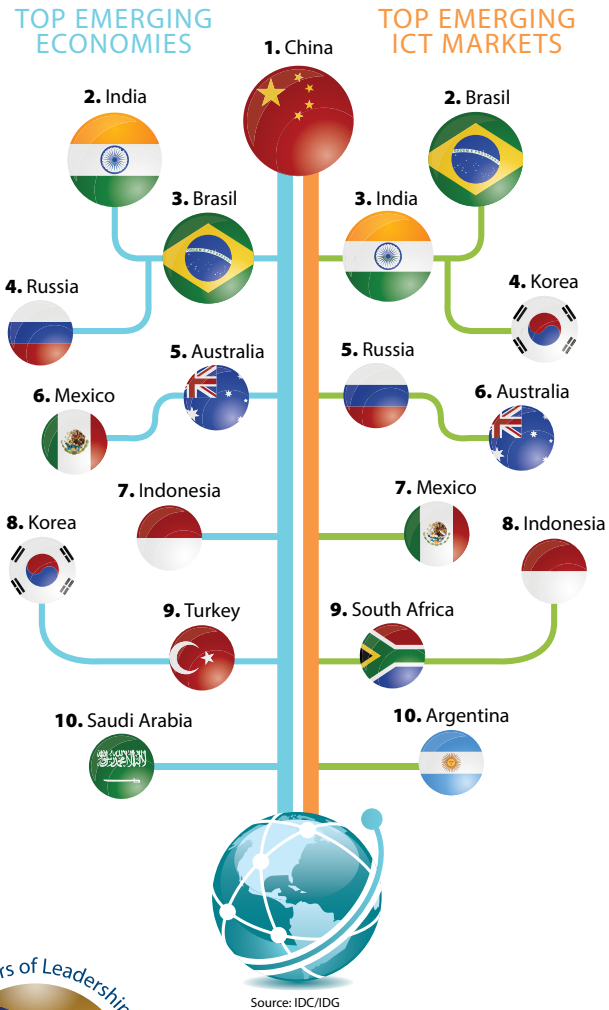 TOP EMERGING
ECONOMIES
TOP EMERGING
ICT MARKETS
1. China
2. India
2. Brasil
3. Brasil
3. India
4. Russia
4. Korea
5. Australia
5. Russia
6. Mexico
6. Australia
7. Indonesia
7. Mexico
8. Korea
8. Indonesia
9. Turkey
9. South Africa
10. Saudi Arabia
10. Argentina
of Leadership
Source: IDC/IDG